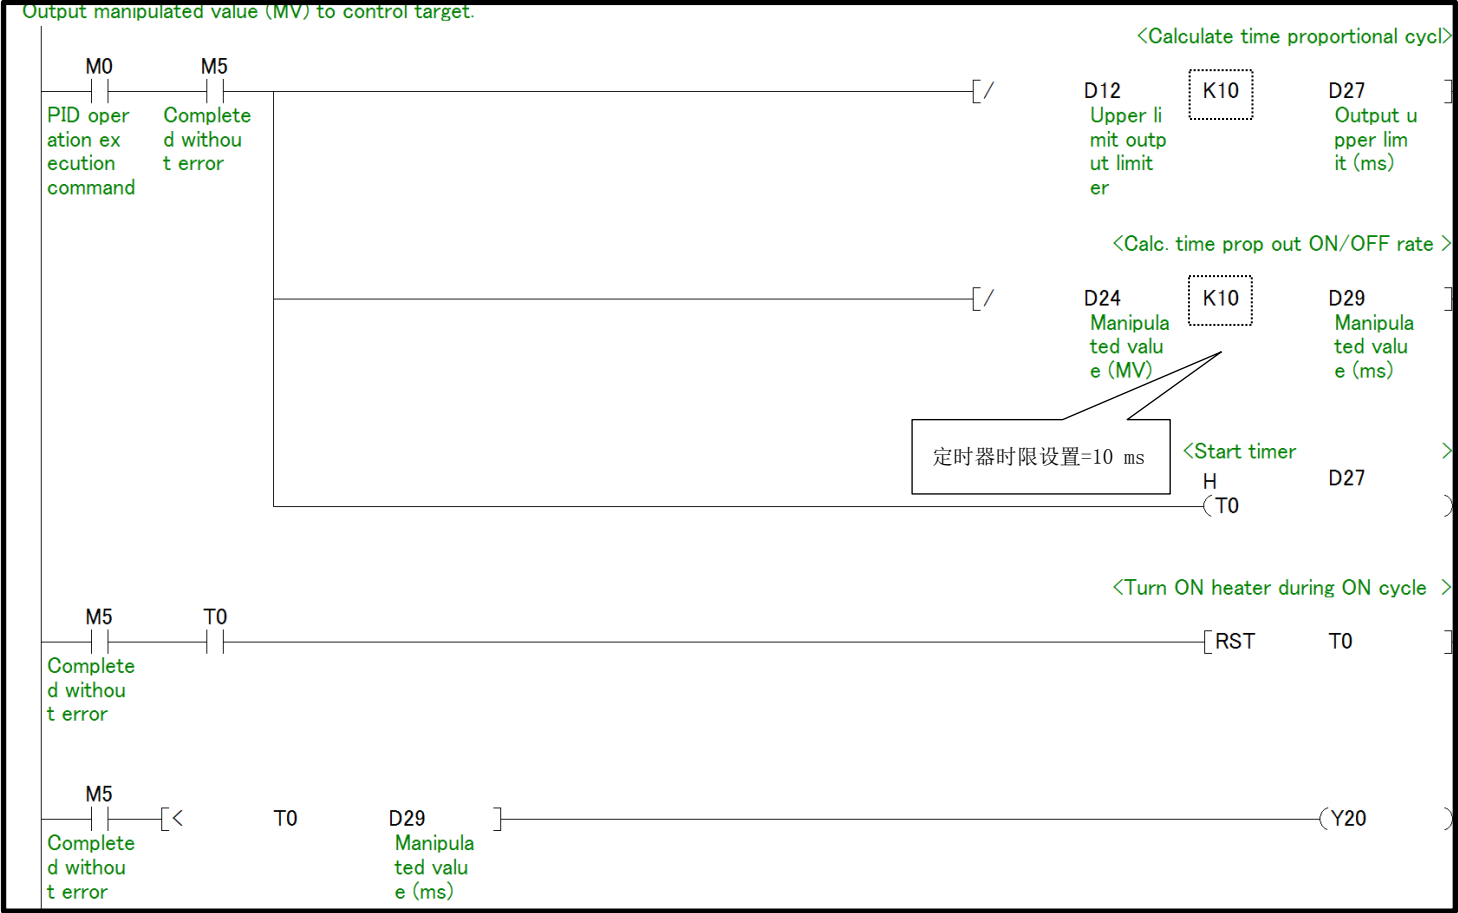 Output manipulated value (MV) to control target.
<Calculate time proportional cycl>
M0 M5
[/ D12 K10 D27 ]
PID oper
ation ex
ecution
command
Complete
d withou
t error
Upper li
mit outp
ut limit
er
Output u
pper lim
it (ms)
<Calc. time prop out ON/OFF rate >
[/ D24 K10 D29 ]
Manipula
ted valu
e (MV)
Manipula
ted valu
e (ms)
定时器时限设置=10 ms
<Start timer >
H D27
(T0 )
<Turn ON heater during ON cycle >
M5 T0
[RST T0 ]
Complete
d withou
t error
M5
[< T0 D29 ] (Y20 )
Complete
d withou
t error
Manipula
ted valu
e (ms)